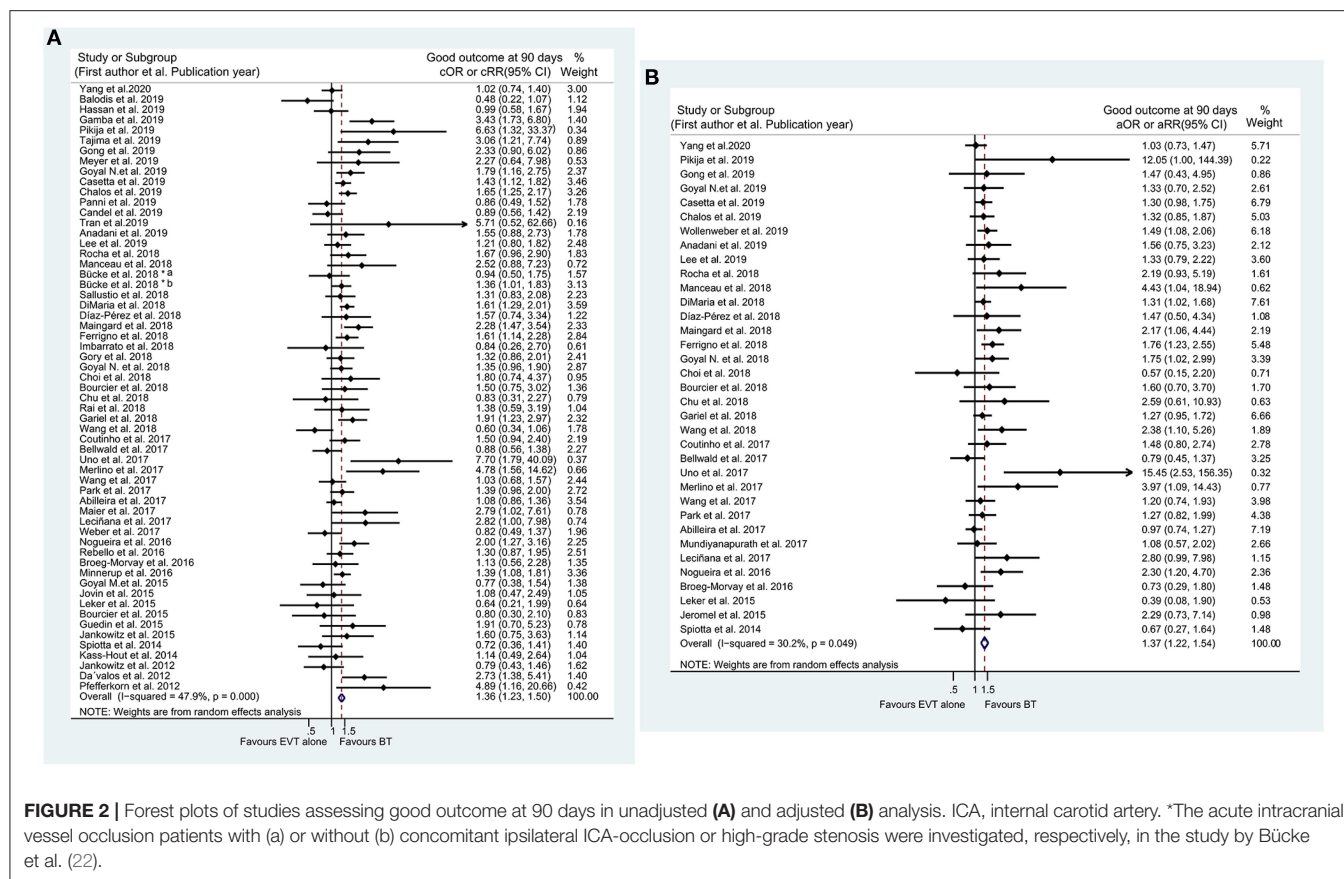 A
Study or Subgroup Good outcome at 90 days %
(First author et al. Publication year) cOR or cRR(95% CI) Weight
Yang et al.2020 1.02 (0.74, 1.40) 3.00
Balodis et al. 2019 0.48 (0.22, 1.07) 1.12
Hassan et al. 2019 0.99 (0.58, 1.67) 1.94
Gamba et al. 2019 3.43 (1.73, 6.80) 1.40
Pikija et al. 2019 6.63 (1.32, 33.37) 0.34
Tajima et al. 2019 3.06 (1.21, 7.74) 0.89
Gong et al. 2019 2.33 (0.90, 6.02) 0.86
Meyer et al. 2019 2.27 (0.64, 7.98) 0.53
Goyal N.et al. 2019 1.79 (1.16, 2.75) 2.37
Casetta et al. 2019 1.43 (1.12, 1.82) 3.46
Chalos et al. 2019 1.65 (1.25, 2.17) 3.26
Panni et al. 2019 0.86 (0.49, 1.52) 1.78
Candel et al. 2019 0.89 (0.56, 1.42) 2.19
Tran et al.2019 5.71 (0.52, 62.66) 0.16
Anadani et al. 2019 1.55 (0.88, 2.73) 1.78
Lee et al. 2019 1.21 (0.80, 1.82) 2.48
Rocha et al. 2018 1.67 (0.96, 2.90) 1.83
Manceau et al. 2018 2.52 (0.88, 7.23) 0.72
Bücke et al. 2018 * a 0.94 (0.50, 1.75) 1.57
Bücke et al. 2018 * b 1.36 (1.01, 1.83) 3.13
Sallustio et al. 2018 1.31 (0.83, 2.08) 2.23
DiMaria et al. 2018 1.61 (1.29, 2.01) 3.59
Díaz-Pérez et al. 2018 1.57 (0.74, 3.34) 1.22
Maingard et al. 2018 2.28 (1.47, 3.54) 2.33
Ferrigno et al. 2018 1.61 (1.14, 2.28) 2.84
Imbarrato et al. 2018 0.84 (0.26, 2.70) 0.61
Gory et al. 2018 1.32 (0.86, 2.01) 2.41
Goyal N. et al. 2018 1.35 (0.96, 1.90) 2.87
Choi et al. 2018 1.80 (0.74, 4.37) 0.95
Bourcier et al. 2018 1.50 (0.75, 3.02) 1.36
Chu et al. 2018 0.83 (0.31, 2.27) 0.79
Rai et al. 2018 1.38 (0.59, 3.19) 1.04
Gariel et al. 2018 1.91 (1.23, 2.97) 2.32
Wang et al. 2018 0.60 (0.34, 1.06) 1.78
Coutinho et al. 2017 1.50 (0.94, 2.40) 2.19
Bellwald et al. 2017 0.88 (0.56, 1.38) 2.27
Uno et al. 2017 7.70 (1.79, 40.09) 0.37
Merlino et al. 2017 4.78 (1.56, 14.62) 0.66
Wang et al. 2017 1.03 (0.68, 1.57) 2.44
Park et al. 2017 1.39 (0.96, 2.00) 2.72
Abilleira et al. 2017 1.08 (0.86, 1.36) 3.54
Maier et al. 2017 2.79 (1.02, 7.61) 0.78
Leciñana et al. 2017 2.82 (1.00, 7.98) 0.74
Weber et al. 2017 0.82 (0.49, 1.37) 1.96
Nogueira et al. 2016 2.00 (1.27, 3.16) 2.25
Rebello et al. 2016 1.30 (0.87, 1.95) 2.51
Broeg-Morvay et al. 2016 1.13 (0.56, 2.28) 1.35
Minnerup et al. 2016 1.39 (1.08, 1.81) 3.36
Goyal M.et al. 2015 0.77 (0.38, 1.54) 1.38
Jovin et al. 2015 1.08 (0.47, 2.49) 1.05
Leker et al. 2015 0.64 (0.21, 1.99) 0.64
Bourcier et al. 2015 0.80 (0.30, 2.10) 0.83
Guedin et al. 2015 1.91 (0.70, 5.23) 0.78
Jankowitz et al. 2015 1.60 (0.75, 3.63) 1.14
Spiotta et al. 2014 0.72 (0.36, 1.41) 1.40
Kass-Hout et al. 2014 1.14 (0.49, 2.64) 1.04
Jankowitz et al. 2012 0.79 (0.43, 1.46) 1.62
Da´valos et al. 2012 2.73 (1.38, 5.41) 1.40
Pfefferkorn et al. 2012 4.89 (1.16, 20.66) 0.42
Overall (I-squared = 47.9%, p = 0.000) 1.36 (1.23, 1.50) 100.00
NOTE: Weights are from random effects analysis
.5 1 1.5
Favours EVT alone Favours BT
B
Study or Subgroup Good outcome at 90 days %
(First author et al. Publication year) aOR or aRR(95% CI) Weight
Yang et al.2020 1.03 (0.73, 1.47) 5.71
Pikija et al. 2019 12.05 (1.00, 144.39) 0.22
Gong et al. 2019 1.47 (0.43, 4.95) 0.86
Goyal N.et al. 2019 1.33 (0.70, 2.52) 2.61
Casetta et al. 2019 1.30 (0.98, 1.75) 6.79
Chalos et al. 2019 1.32 (0.85, 1.87) 5.03
Wollenweber et al. 2019 1.49 (1.08, 2.06) 6.18
Anadani et al. 2019 1.56 (0.75, 3.23) 2.12
Lee et al. 2019 1.33 (0.79, 2.22) 3.60
Rocha et al. 2018 2.19 (0.93, 5.19) 1.61
Manceau et al. 2018 4.43 (1.04, 18.94) 0.62
DiMaria et al. 2018 1.31 (1.02, 1.68) 7.61
Díaz-Pérez et al. 2018 1.47 (0.50, 4.34) 1.08
Maingard et al. 2018 2.17 (1.06, 4.44) 2.19
Ferrigno et al. 2018 1.76 (1.23, 2.55) 5.48
Goyal N. et al. 2018 1.75 (1.02, 2.99) 3.39
Choi et al. 2018 0.57 (0.15, 2.20) 0.71
Bourcier et al. 2018 1.60 (0.70, 3.70) 1.70
Chu et al. 2018 2.59 (0.61, 10.93) 0.63
Gariel et al. 2018 1.27 (0.95, 1.72) 6.66
Wang et al. 2018 2.38 (1.10, 5.26) 1.89
Coutinho et al. 2017 1.48 (0.80, 2.74) 2.78
Bellwald et al. 2017 0.79 (0.45, 1.37) 3.25
Uno et al. 2017 15.45 (2.53, 156.35) 0.32
Merlino et al. 2017 3.97 (1.09, 14.43) 0.77
Wang et al. 2017 1.20 (0.74, 1.93) 3.98
Park et al. 2017 1.27 (0.82, 1.99) 4.38
Abilleira et al. 2017 0.97 (0.74, 1.27) 7.19
Mundiyanapurath et al. 2017 1.08 (0.57, 2.02) 2.66
Leciñana et al. 2017 2.80 (0.99, 7.98) 1.15
Nogueira et al. 2016 2.30 (1.20, 4.70) 2.36
Broeg-Morvay et al. 2016 0.73 (0.29, 1.80) 1.48
Leker et al. 2015 0.39 (0.08, 1.90) 0.53
Jeromel et al. 2015 2.29 (0.73, 7.14) 0.98
Spiotta et al. 2014 0.67 (0.27, 1.64) 1.48
Overall (I-squared = 30.2%, p = 0.049) 1.37 (1.22, 1.54) 100.00
NOTE: Weights are from random effects analysis
.5 1 1.5
Favours EVT alone Favours BT
FIGURE 2 | Forest plots of studies assessing good outcome at 90 days in unadjusted (A) and adjusted (B) analysis. ICA, internal carotid artery. *The acute intracranial
vessel occlusion patients with (a) or without (b) concomitant ipsilateral ICA-occlusion or high-grade stenosis were investigated, respectively, in the study by Bücke
et al. (22).